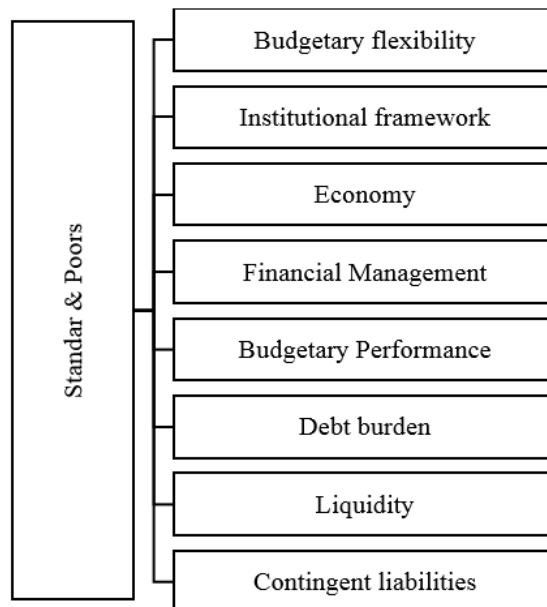 Standar & Poors
Budgetary flexibility
Institutional framework
Economy
Financial Management
Budgetary Performance
Debt burden
Liquidity
Contingent liabilities